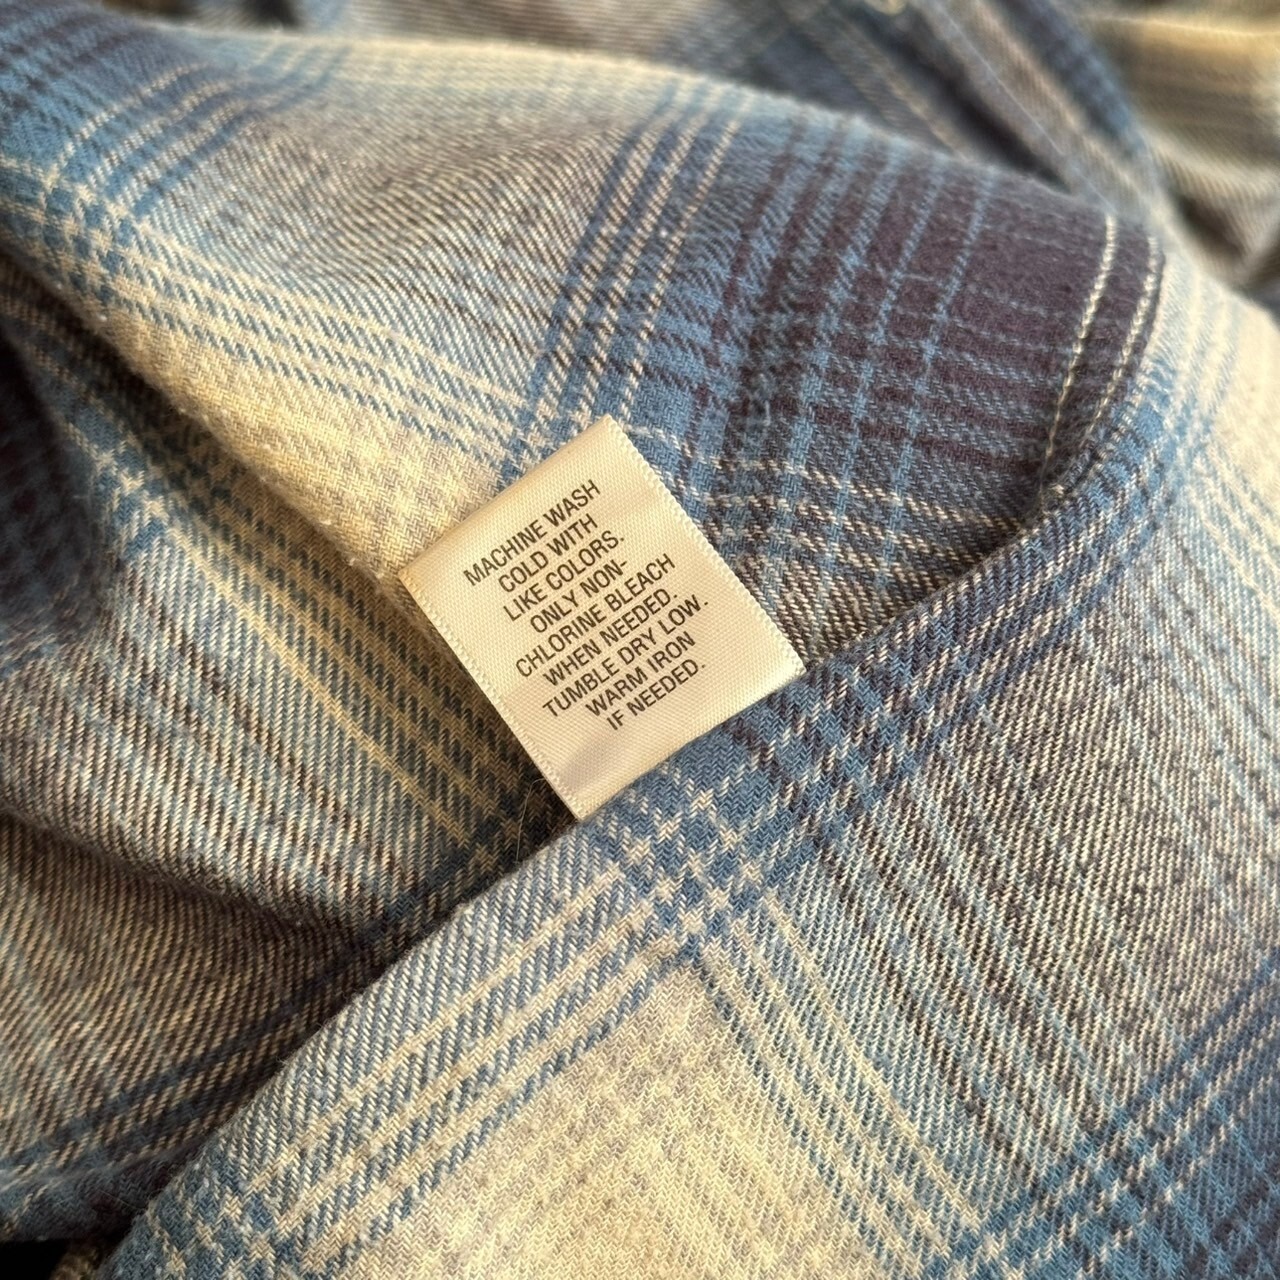 MACHINE WASH
COLD WITH
LIKE COLORS.
ONLY NON-
CHLORINE BLEACH
WHEN NEEDED.
TUMBLE DRY LOW.
WARM IRON
IF NEEDED.